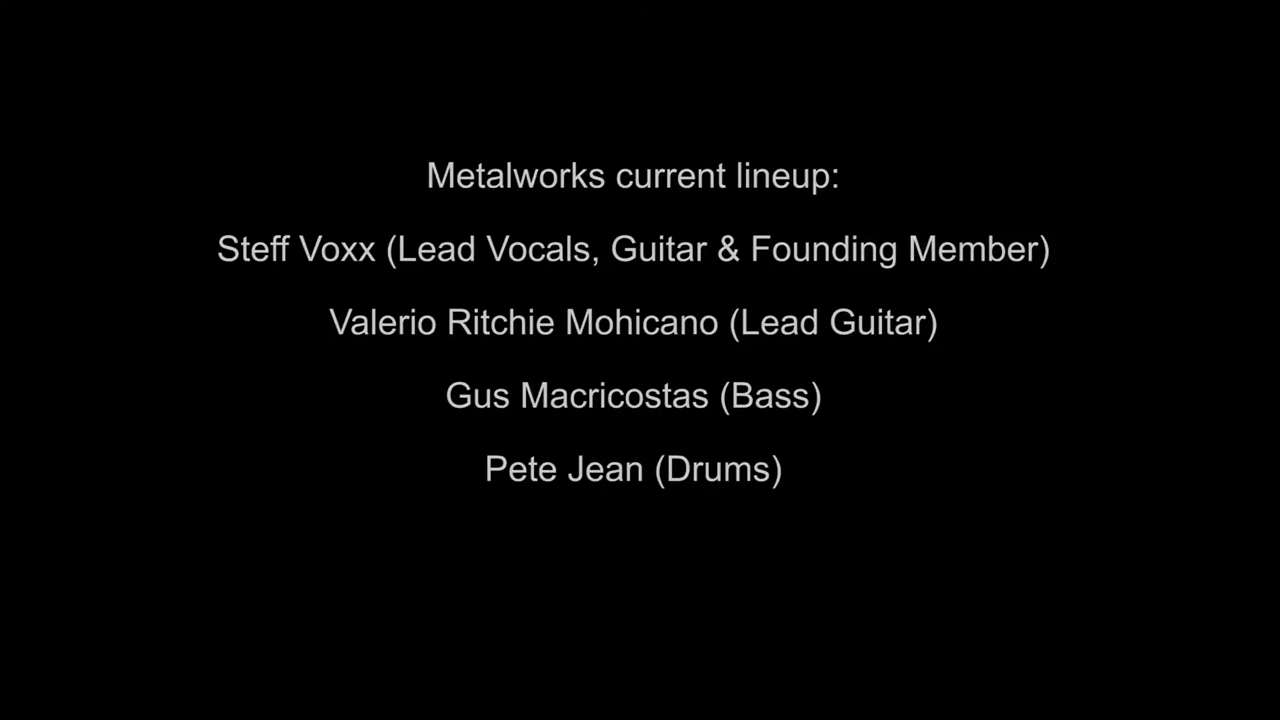 Metalworks current lineup:
Steff Voxx (Lead Vocals, Guitar & Founding Member)
Valerio Ritchie Mohicano (Lead Guitar)
Gus Macricostas (Bass)
Pete Jean (Drums)